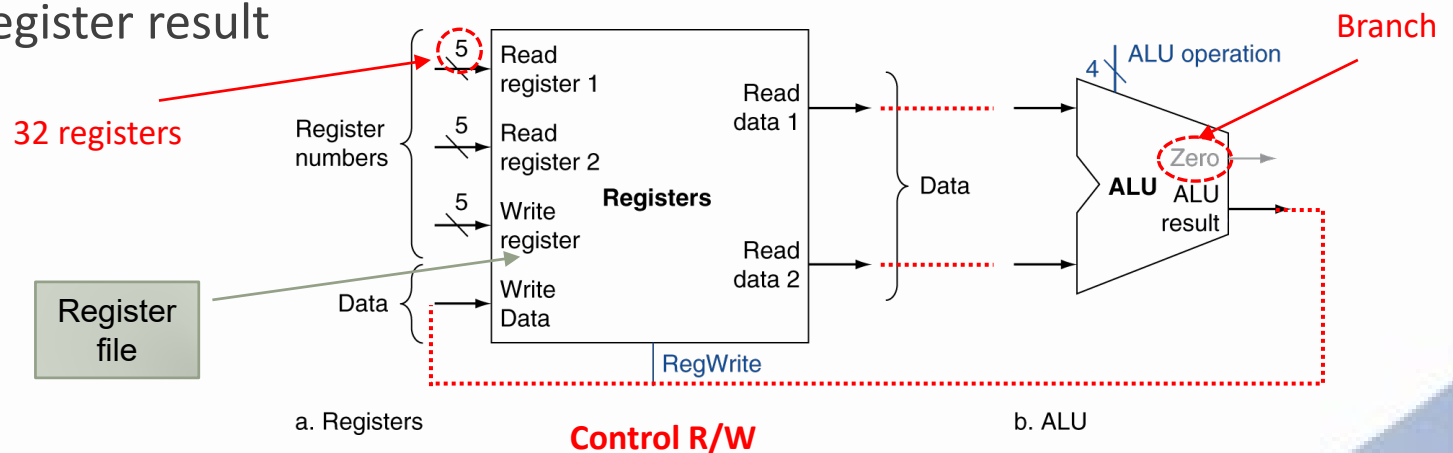 egister result
Branch
32 registers
Register
numbers
Data
Register
file
5
Read
register 1
5
Read
register 2
5
Write
register
Write
Data
Registers
Read
data 1
Read
data 2
RegWrite
Data
4
ALU operation
Zero
ALU
ALU
result
a. Registers
Control R/W
b. ALU